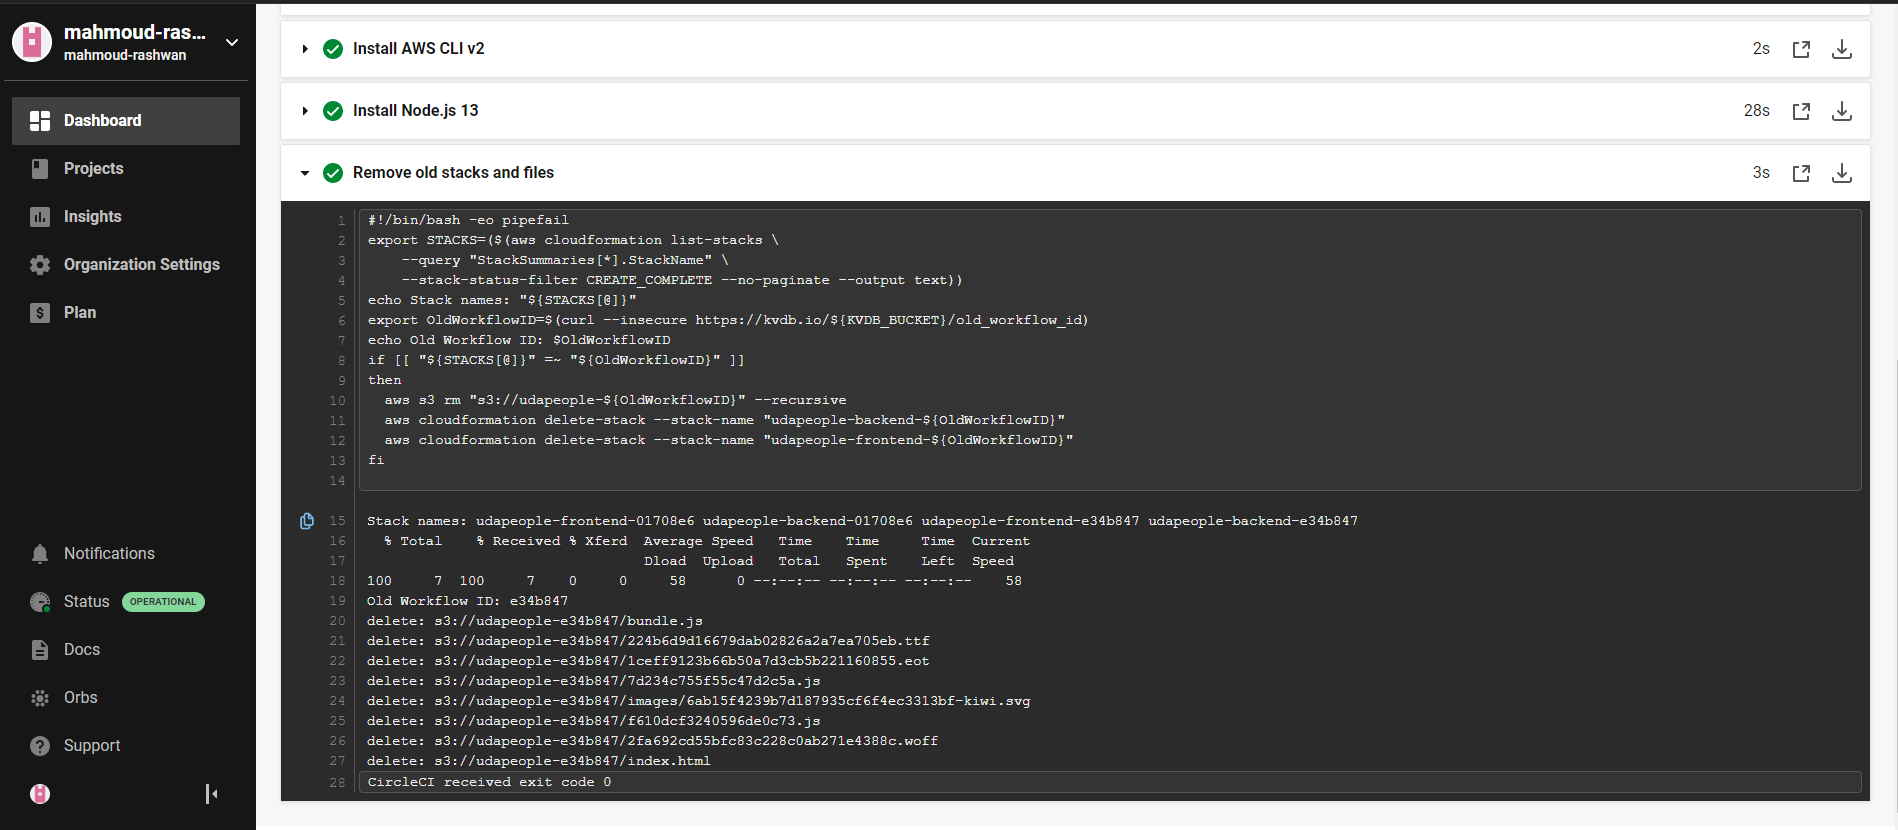 mahmoud-ras...
mahmoud-rashwan
Dashboard
Projects
Insights
Organization Settings
$ Plan
Notifications
Status OPERATIONAL
Docs
Orbs
? Support
Install AWS CLI v2 2s
Install Node.js 13 28s
Remove old stacks and files 3s
1 #!/bin/bash -eo pipefail
2 export STACKS=($(aws cloudformation list-stacks \
3 --query "StackSummaries[*].StackName" \
4 --stack-status-filter CREATE_COMPLETE --no-paginate --output text))
5 echo Stack names: "${STACKS[@]}"
6 export OldWorkflowID=$(curl --insecure https://kvdb.io/${KVDB_BUCKET}/old_workflow_id)
7 echo Old Workflow ID: $OldWorkflowID
8 if [[ "${STACKS[@]}" =~ "${OldWorkflowID}" ]]
9 then
10 aws s3 rm "s3://udapeople-${OldWorkflowID}" --recursive
11 aws cloudformation delete-stack --stack-name "udapeople-backend-${OldWorkflowID}"
12 aws cloudformation delete-stack --stack-name "udapeople-frontend-${OldWorkflowID}"
13 fi
14
15 Stack names: udapeople-frontend-01708e6 udapeople-backend-01708e6 udapeople-frontend-e34b847 udapeople-backend-e34b847
16 % Total % Received % Xferd Average Speed Time Time Time Current
17 Dload Upload Total Spent Left Speed
18 100 7 100 7 0 0 58 0 --:--:-- --:--:-- --:--:-- 58
19 Old Workflow ID: e34b847
20 delete: s3://udapeople-e34b847/bundle.js
21 delete: s3://udapeople-e34b847/224b6d9d16679dab02826a2a7ea705eb.ttf
22 delete: s3://udapeople-e34b847/1ceff9123b66b50a7d3cb5b221160855.eot
23 delete: s3://udapeople-e34b847/7d234c755f55c47d2c5a.js
24 delete: s3://udapeople-e34b847/images/6ab15f4239b7d187935cf6f4ec3313bf-kiwi.svg
25 delete: s3://udapeople-e34b847/f610dcf3240596de0c73.js
26 delete: s3://udapeople-e34b847/2fa692cd55bfc83c228c0ab271e4388c.woff
27 delete: s3://udapeople-e34b847/index.html
28 CircleCI received exit code 0